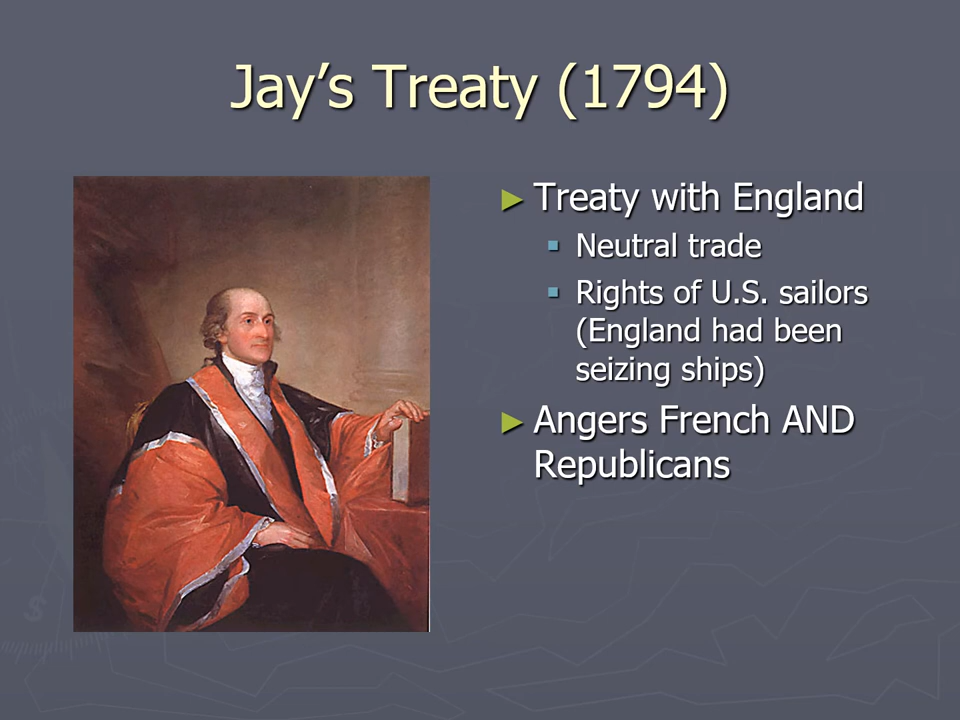 Jay’s Treaty (1794)
► Treaty with England
▪ Neutral trade
▪ Rights of U.S. sailors
(England had been
seizing ships)
► Angers French AND
Republicans